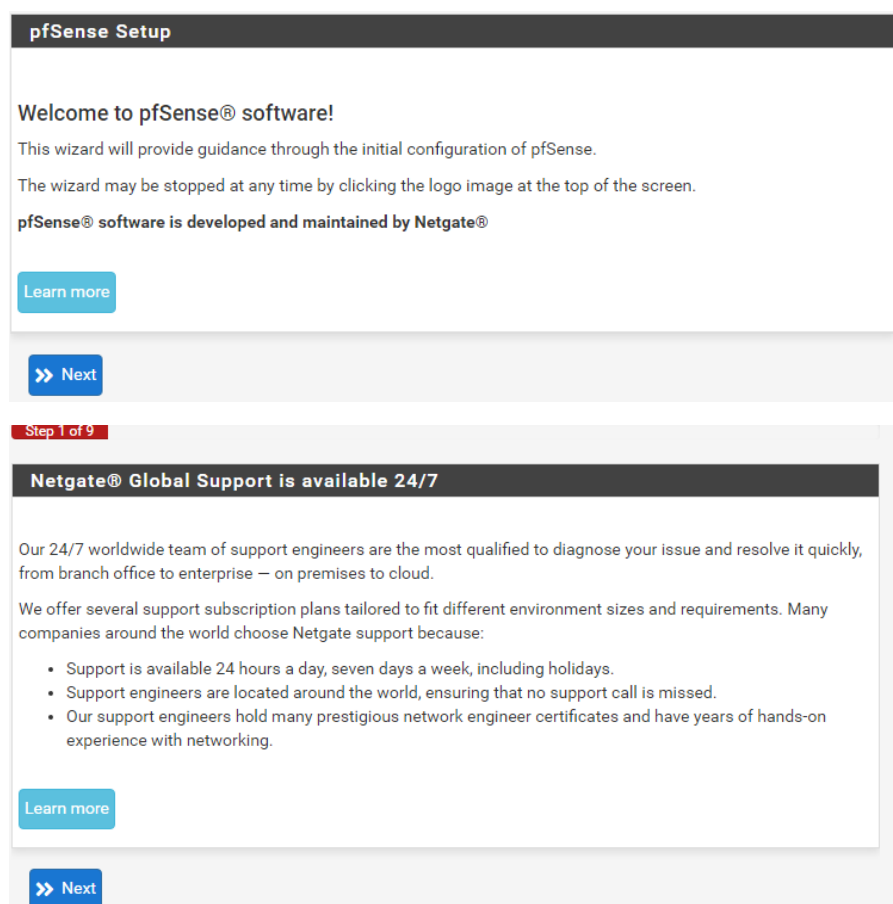 pfSense Setup
Welcome to pfSense® software!
This wizard will provide guidance through the initial configuration of pfSense.
The wizard may be stopped at any time by clicking the logo image at the top of the screen.
pfSense® software is developed and maintained by Netgate®
Learn more
Next
Step 1 of 9
Netgate® Global Support is available 24/7
Our 24/7 worldwide team of support engineers are the most qualified to diagnose your issue and resolve it quickly,
from branch office to enterprise — on premises to cloud.
We offer several support subscription plans tailored to fit different environment sizes and requirements. Many
companies around the world choose Netgate support because:
• Support is available 24 hours a day, seven days a week, including holidays.
• Support engineers are located around the world, ensuring that no support call is missed.
• Our support engineers hold many prestigious network engineer certificates and have years of hands-on
experience with networking.
Learn more
Next